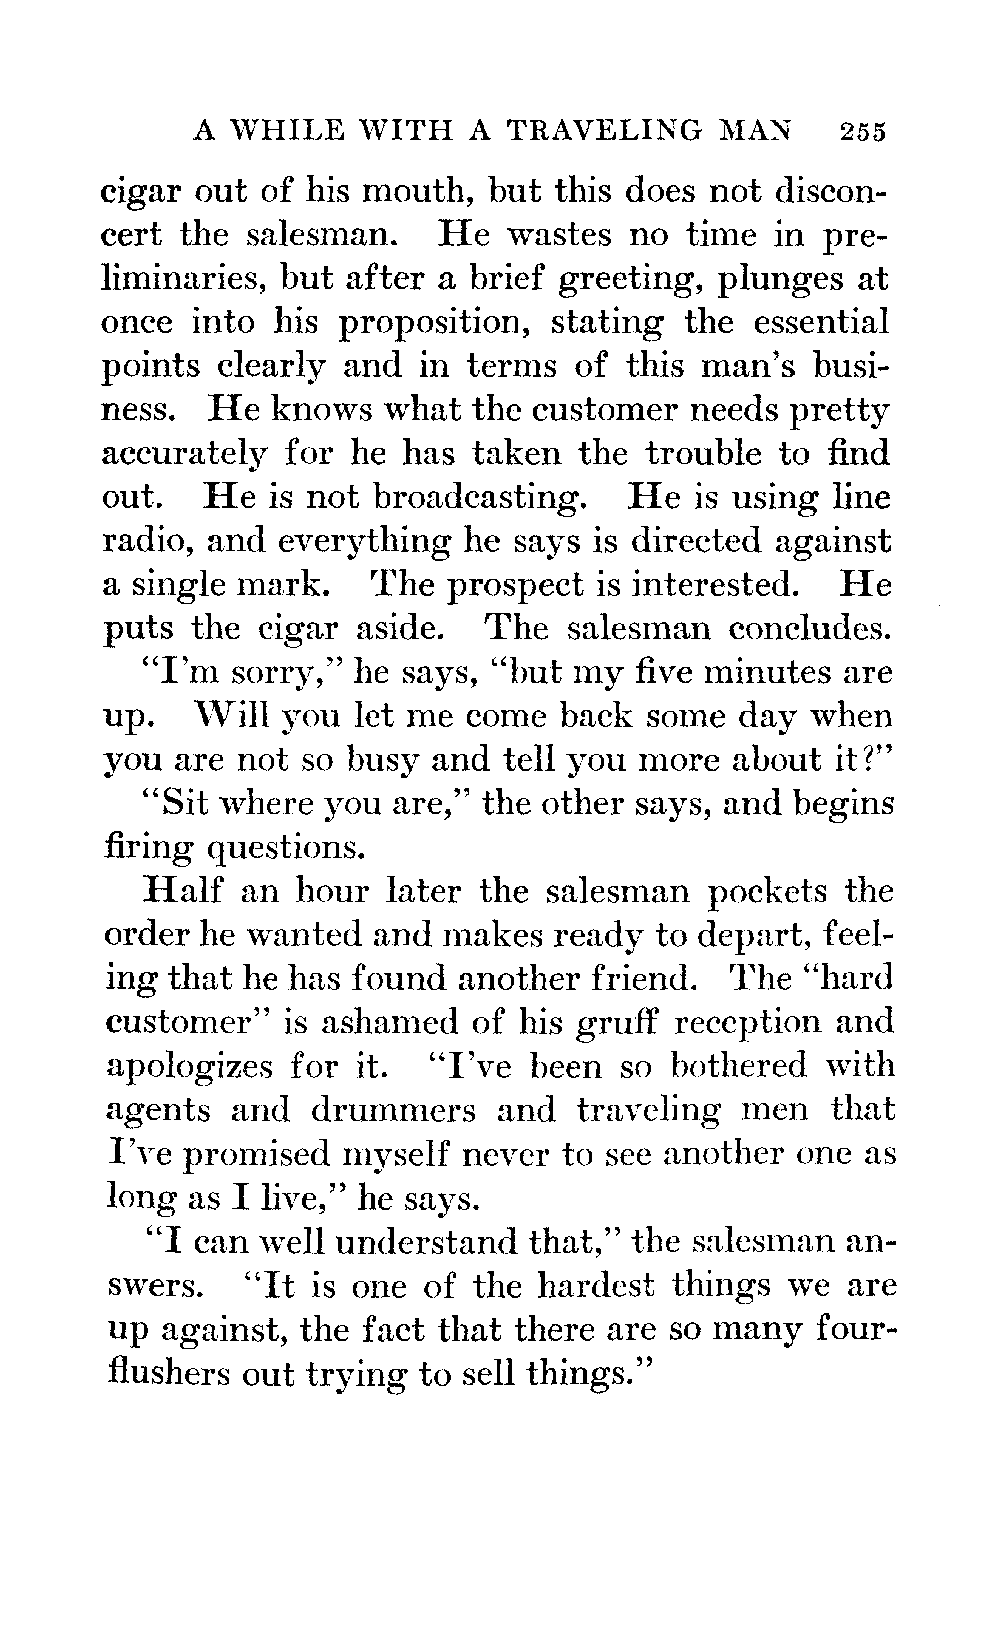 A WHILE WITH A TRAVELING MAN 255
cigar out of his mouth, but this does not discon-
cert the salesman. He wastes no time in pre-
liminaries, but after a brief greeting, plunges at
once into his proposition, stating the essential
points clearly and in terms of this man's busi-
ness. He knows what the customer needs pretty
accurately for he has taken the trouble to find
out. He is not broadcasting. He is using line
radio, and everything he says is directed against
a single mark. The prospect is interested. He
puts the cigar aside. The salesman concludes.
“I'm sorry,” he says, “but my five minutes are
up. Will you let me come back some day when
you are not so busy and tell you more about it?”
“Sit where you are,” the other says, and begins
firing questions.
Half an hour later the salesman pockets the
order he wanted and makes ready to depart, feel-
ing that he has found another friend. The “hard
customer” is ashamed of his gruff reception and
apologizes for it. “I've been so bothered with
agents and drummers and traveling men that
I've promised myself never to see another one as
long as I live,” he says.
“I can well understand that,” the salesman an-
swers. “It is one of the hardest things we are
up against, the fact that there are so many four-
flushers out trying to sell things.”